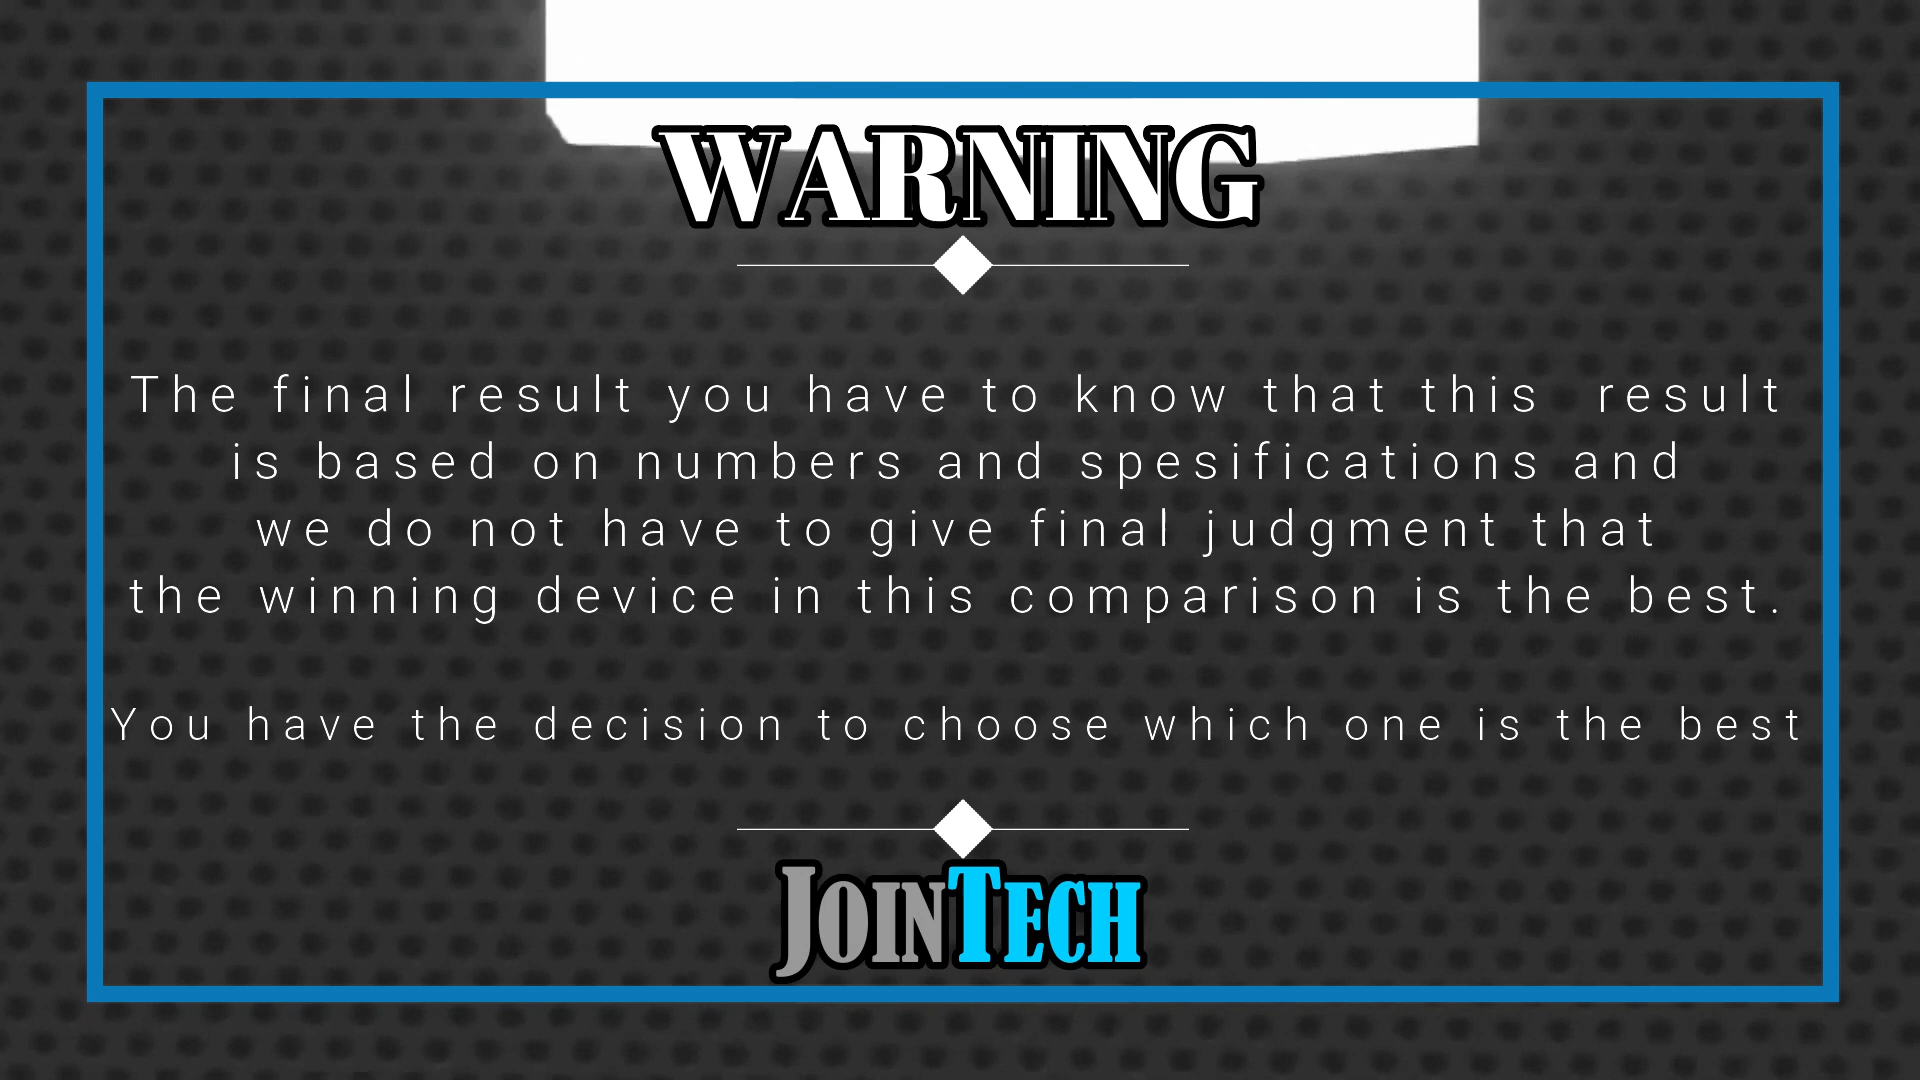 WARNING
The final result you have to know that this result
is based on numbers and spesifications and
we do not have to give final judgment that
the winning device in this comparison is the best.
You have the decision to choose which one is the best
JOINTECH